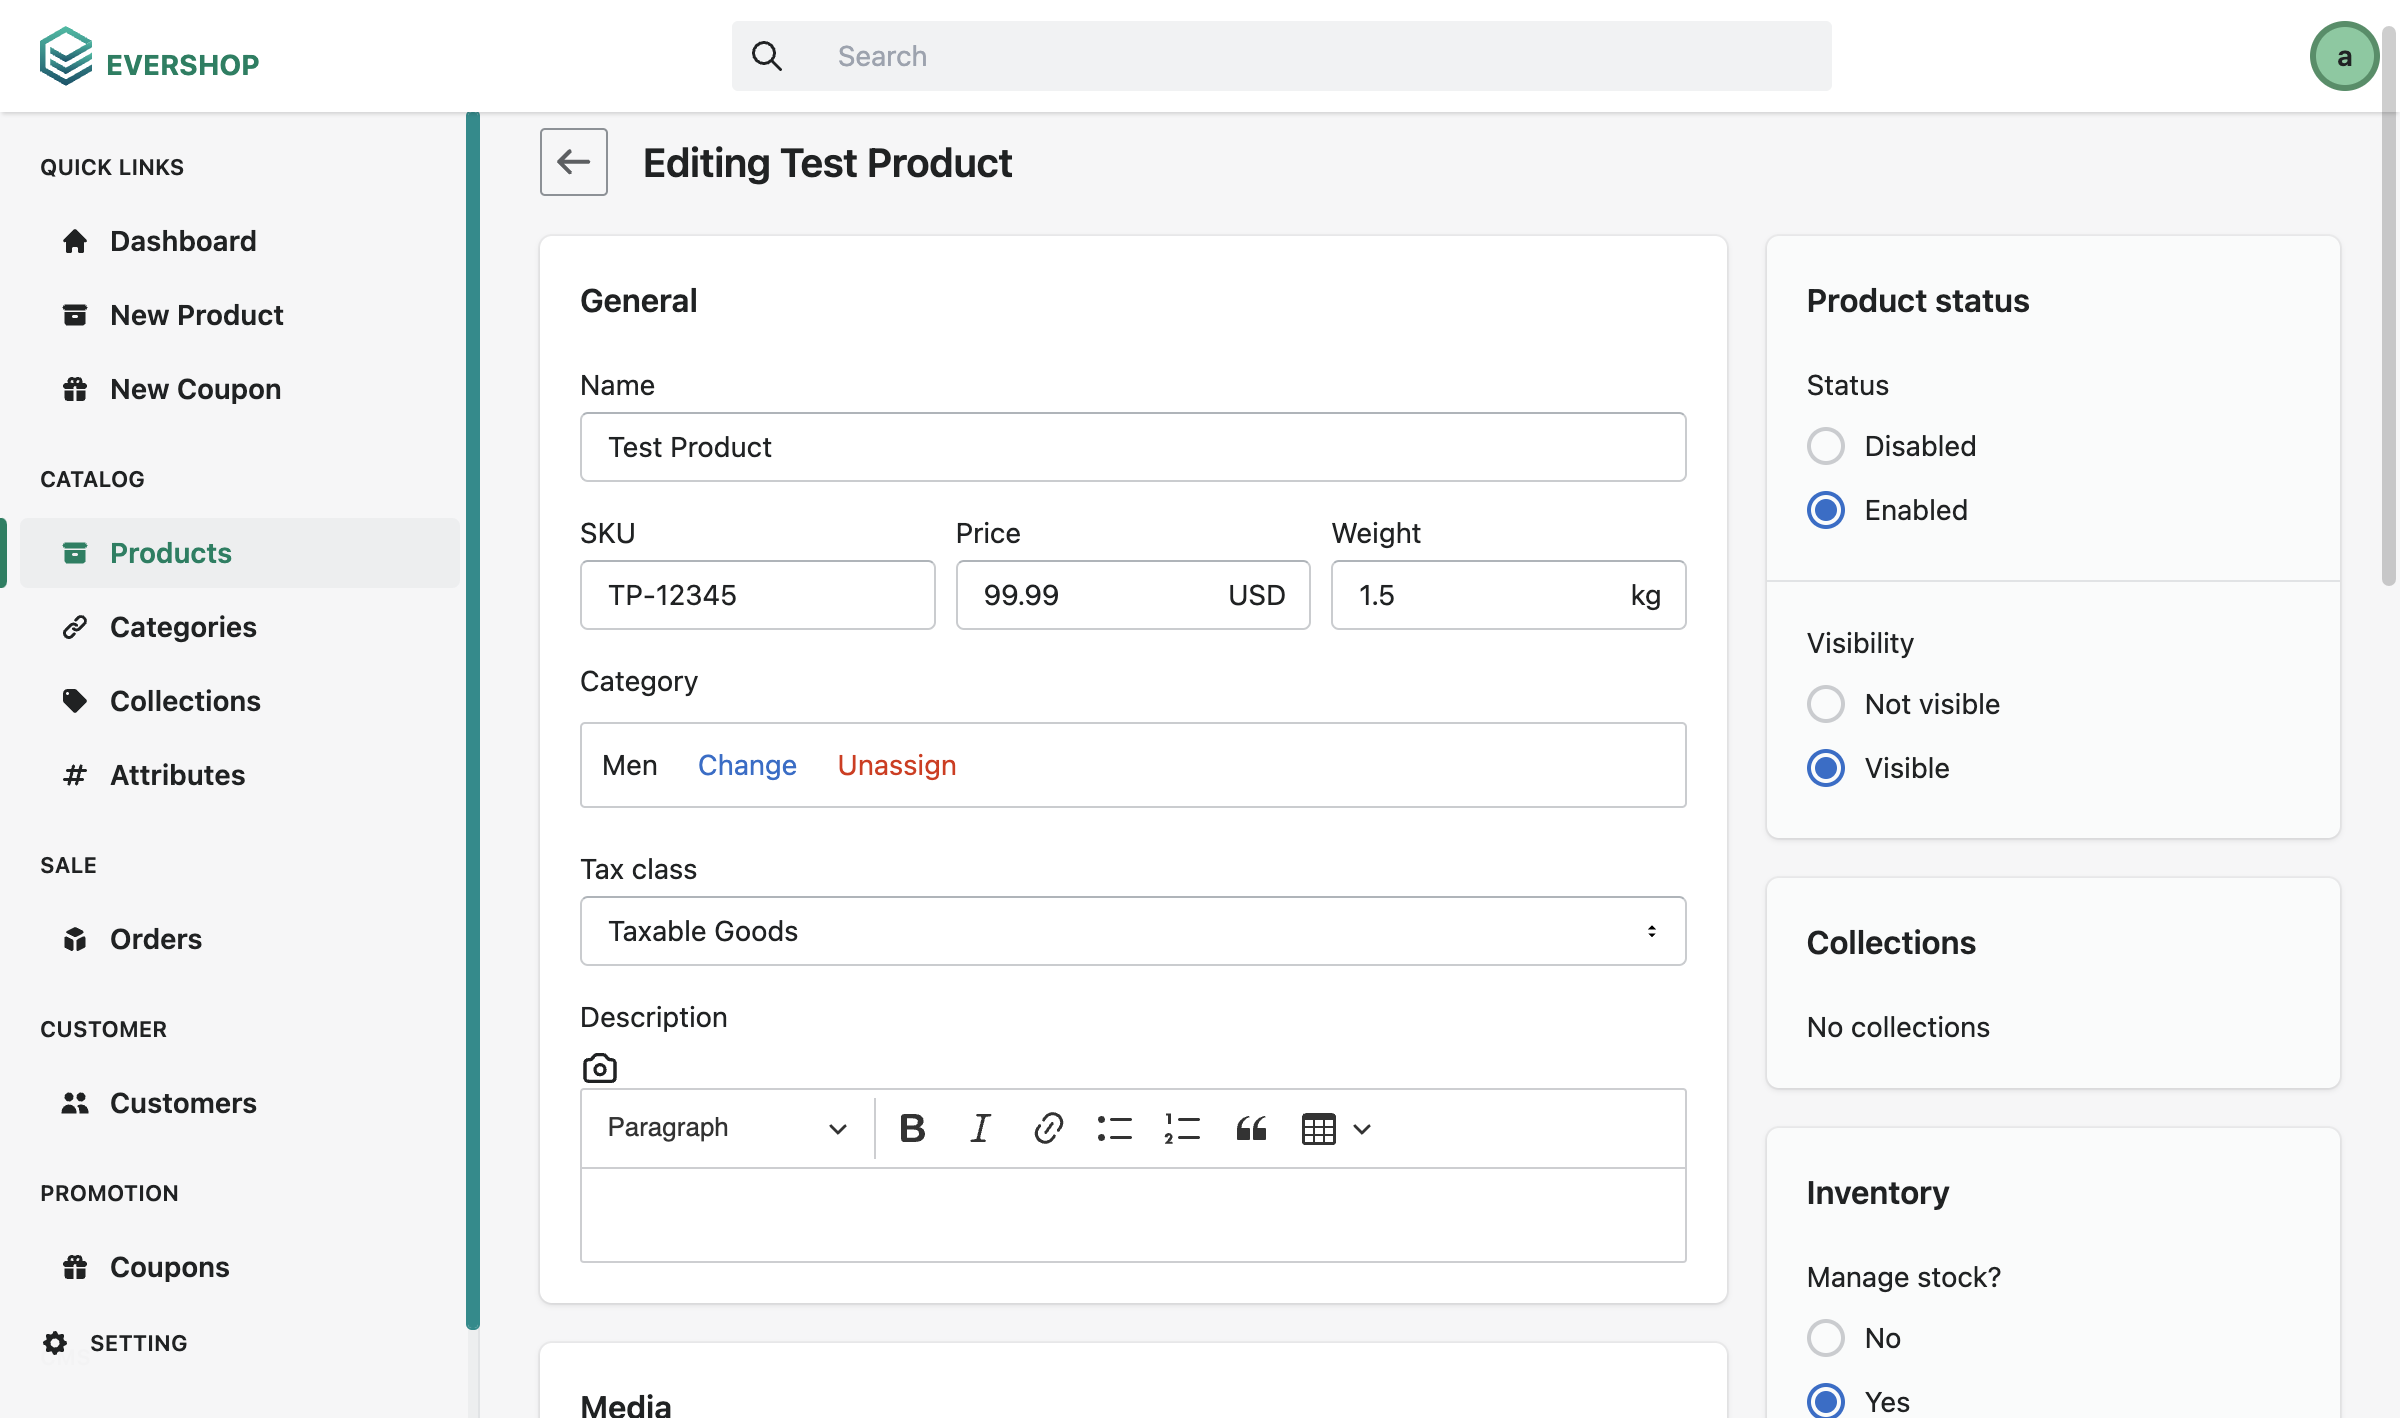 EVERSHOP
Search
a
QUICK LINKS
Dashboard
New Product
New Coupon
CATALOG
Products
Categories
Collections
Attributes
SALE
Orders
CUSTOMER
Customers
PROMOTION
Coupons
SETTING
Editing Test Product
General
Name
Test Product
SKU
Price
Weight
TP-12345
99.99 USD
1.5 kg
Category
Men Change Unassign
Tax class
Taxable Goods
Description
Paragraph
Media
Product status
Status
Disabled
Enabled
Visibility
Not visible
Visible
Collections
No collections
Inventory
Manage stock?
No
Yes